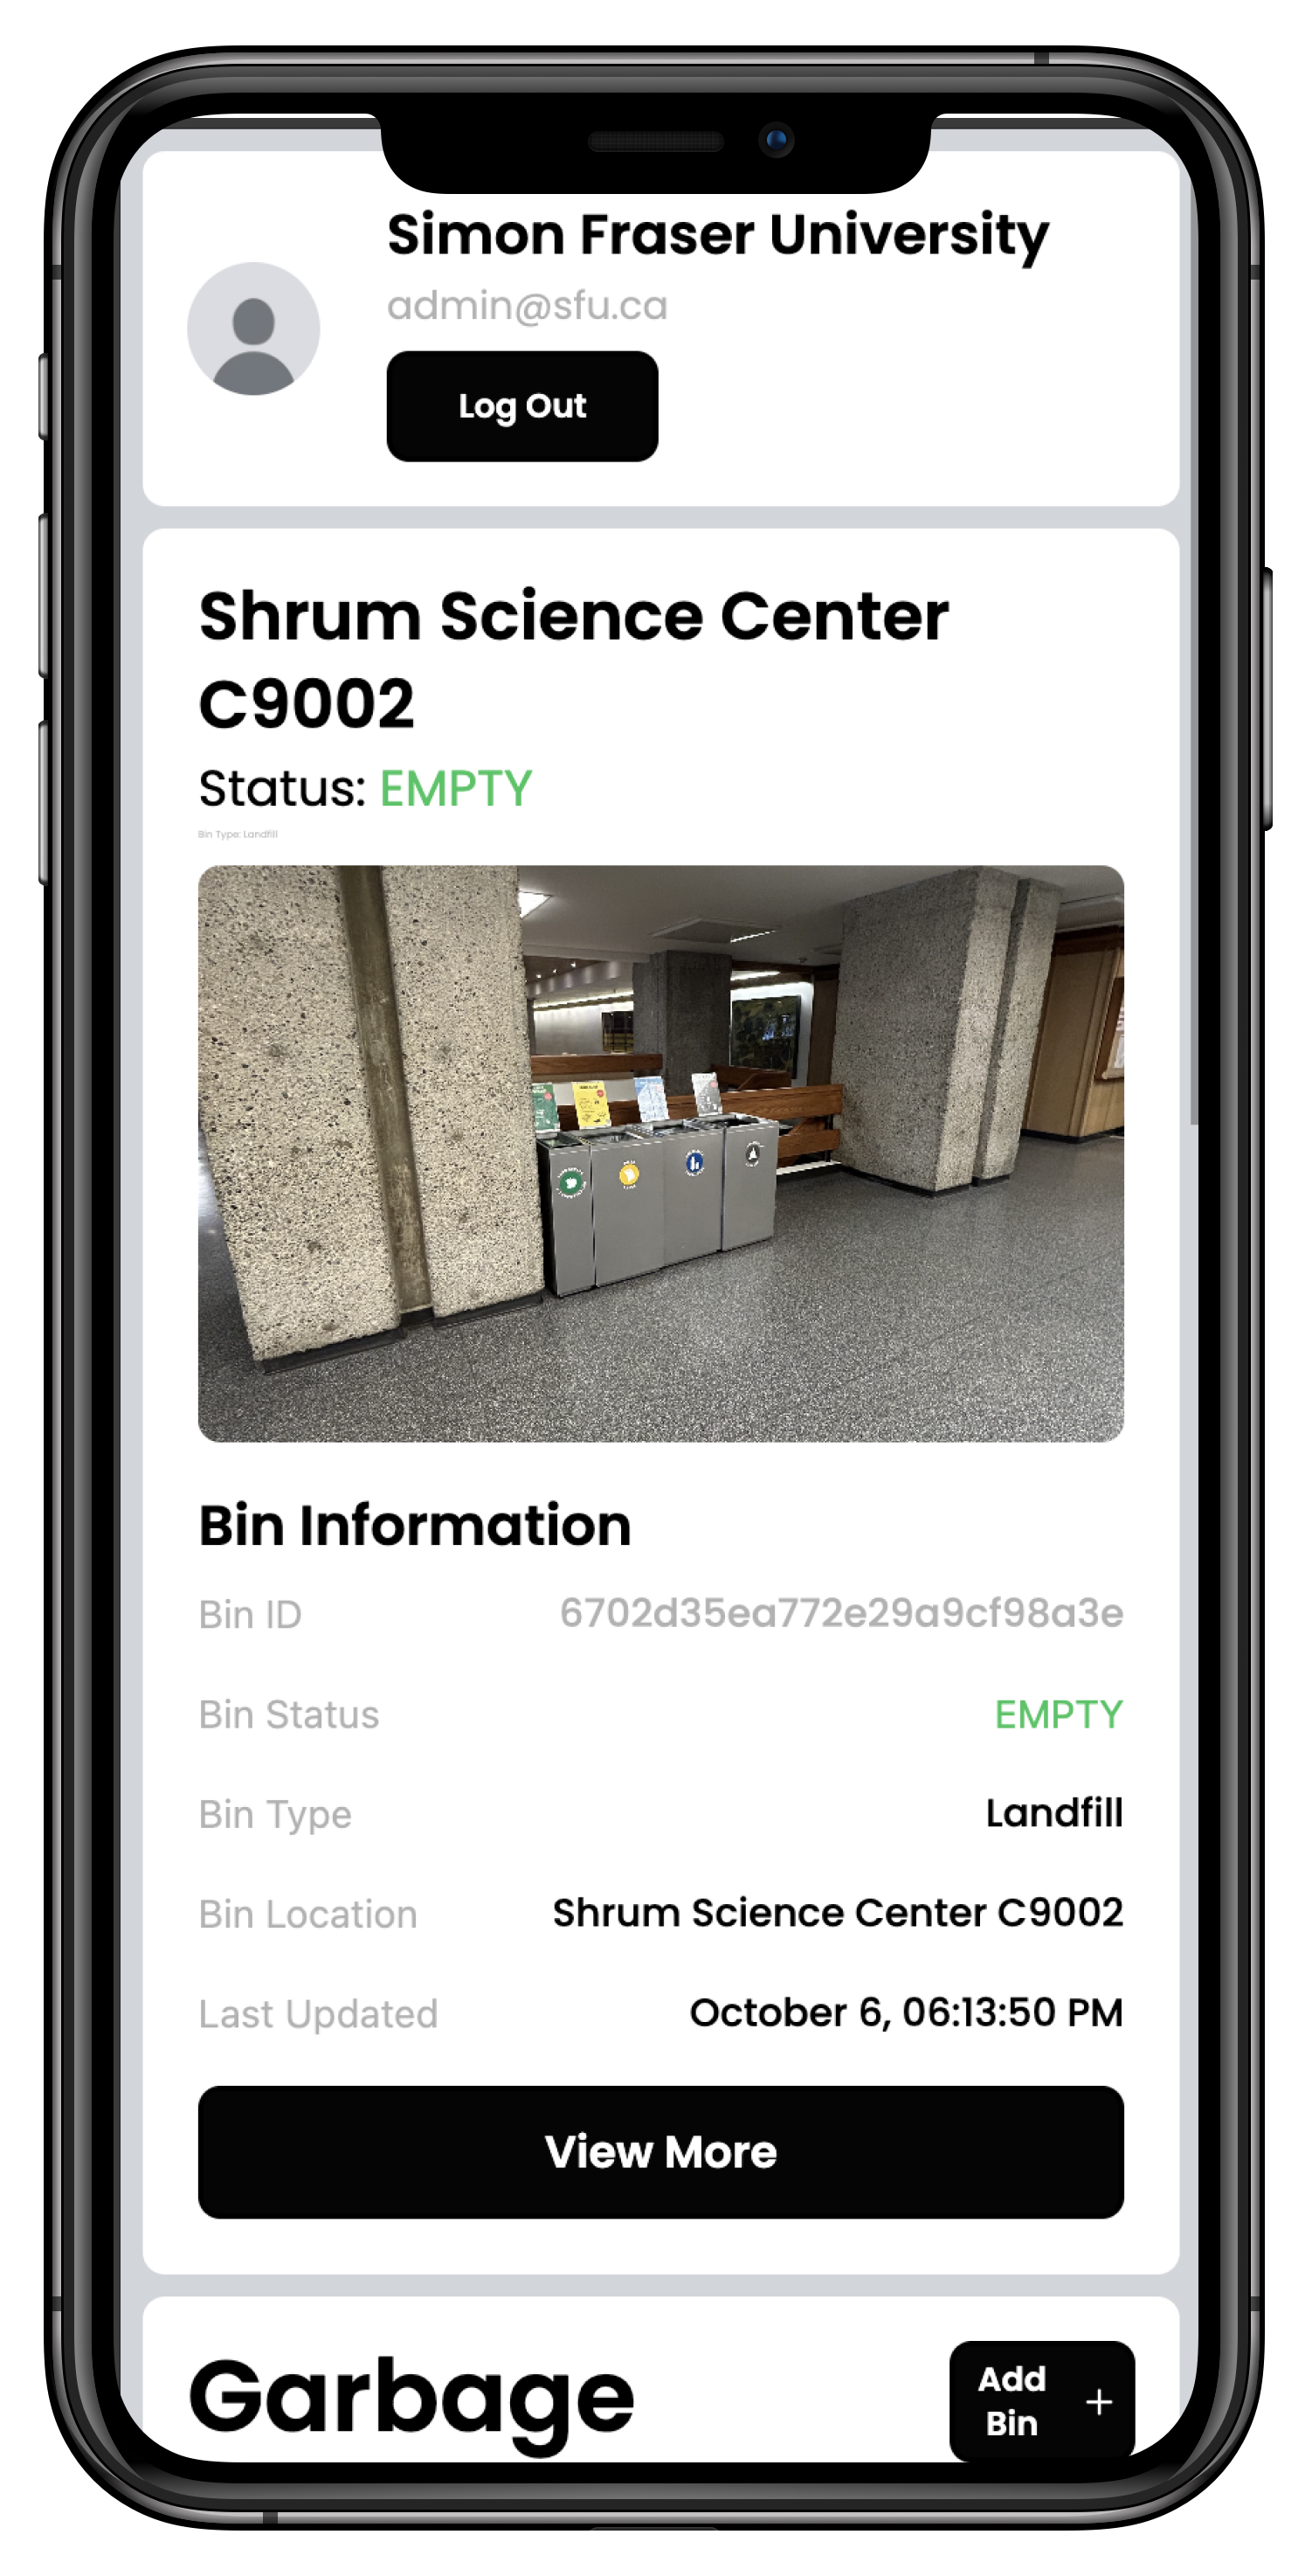 Simon Fraser University
admin@sfu.ca
Log Out
Shrum Science Center
C9002
Status: EMPTY
Bin Type: Landfill
Bin Information
Bin ID 6702d35ea772e29a9cf98a3e
Bin Status EMPTY
Bin Type Landfill
Bin Location Shrum Science Center C9002
Last Updated October 6, 06:13:50 PM
View More
Garbage
Add
Bin +